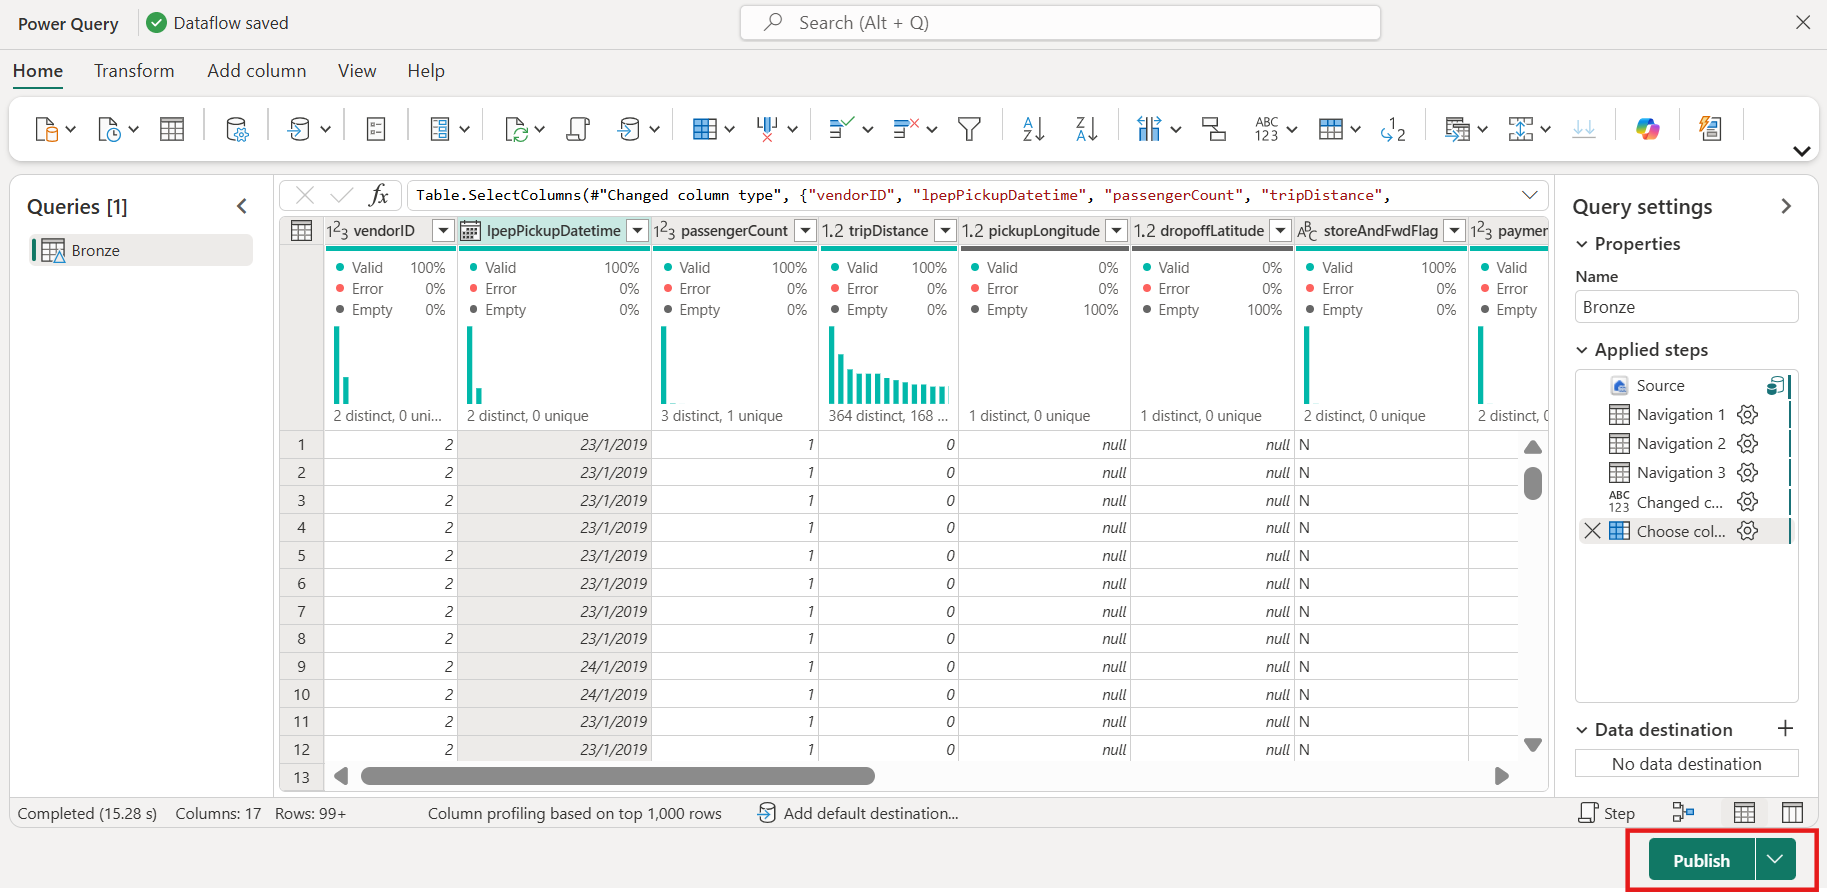 Power Query
Dataflow saved
Search (Alt + Q)
Home Transform Add column View Help
Queries [1]
Bronze
fx
Table.SelectColumns(#"Changed column type", {"vendorID", "lpepPickupDatetime", "passengerCount", "tripDistance",
1²3 vendorID lpepPickupDatetime 1²3 passengerCount 1.2 tripDistance 1.2 pickupLongitude 1.2 dropoffLatitude ABC storeAndFwdFlag 1²3 paymen
Valid 100% Valid 100% Valid 100% Valid 100% Valid 0% Valid 0% Valid 100% Valid
Error 0% Error 0% Error 0% Error 0% Error 0% Error 0% Error 0% Error
Empty 0% Empty 0% Empty 0% Empty 0% Empty 100% Empty 100% Empty 0% Empty
2 distinct, 0 uni... 2 distinct, 0 unique 3 distinct, 1 unique 364 distinct, 168 ... 1 distinct, 0 unique 1 distinct, 0 unique 2 distinct, 0 unique 2 distinct, 0
1 2 23/1/2019 1 0 null null N
2 2 23/1/2019 1 0 null null N
3 2 23/1/2019 1 0 null null N
4 2 23/1/2019 1 0 null null N
5 2 23/1/2019 1 0 null null N
6 2 23/1/2019 1 0 null null N
7 2 23/1/2019 1 0 null null N
8 2 23/1/2019 1 0 null null N
9 2 24/1/2019 1 0 null null N
10 2 24/1/2019 1 0 null null N
11 2 23/1/2019 1 0 null null N
12 2 23/1/2019 1 0 null null N
13
Query settings
Properties
Name
Bronze
Applied steps
Source
Navigation 1
Navigation 2
Navigation 3
ABC 123 Changed c...
Choose col...
Data destination
No data destination
Completed (15.28 s) Columns: 17 Rows: 99+ Column profiling based on top 1,000 rows Add default destination... Step
Publish